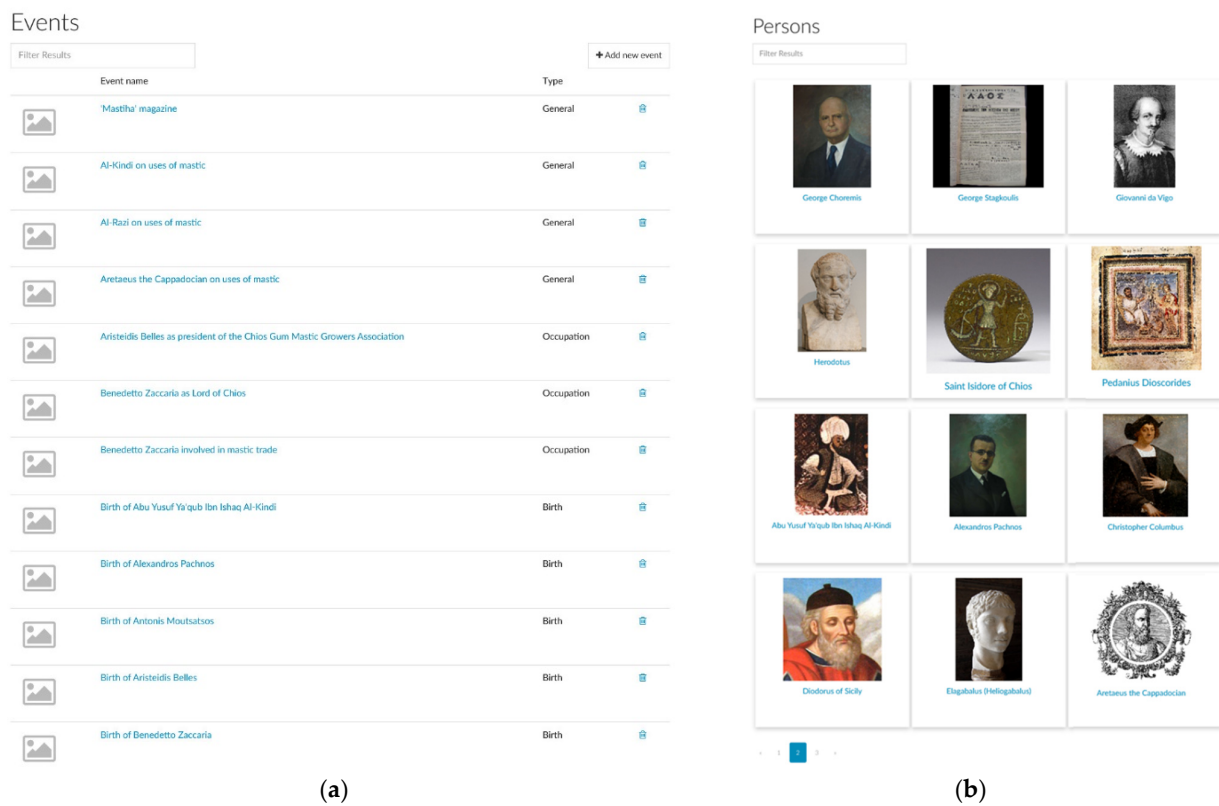 Events
Filter Results
+ Add new event
Event name Type
'Mastiha' magazine General
Al-Kindi on uses of mastic General
Al-Razi on uses of mastic General
Aretaeus the Cappadocian on uses of mastic General
Aristeidis Belles as president of the Chios Gum Mastic Growers Association Occupation
Benedetto Zaccaria as Lord of Chios Occupation
Benedetto Zaccaria involved in mastic trade Occupation
Birth of Abu Yusuf Ya'qub Ibn Ishaq Al-Kindi Birth
Birth of Alexandros Pachnos Birth
Birth of Antonis Moutsatsos Birth
Birth of Aristeidis Belles Birth
Birth of Benedetto Zaccaria Birth
(a)
Persons
Filter Results
ΛΑΟΣ
George Choremis George Stagkoulis Giovanni da Vigo
Herodotus Saint Isidore of Chios Pedanius Dioscorides
Abu Yusuf Ya'qub Ibn Ishaq Al-Kindi Alexandros Pachnos Christopher Columbus
Diodorus of Sicily Elagabalus (Heliogabalus) Aretaeus the Cappadocian
« 1 2 3 »
(b)